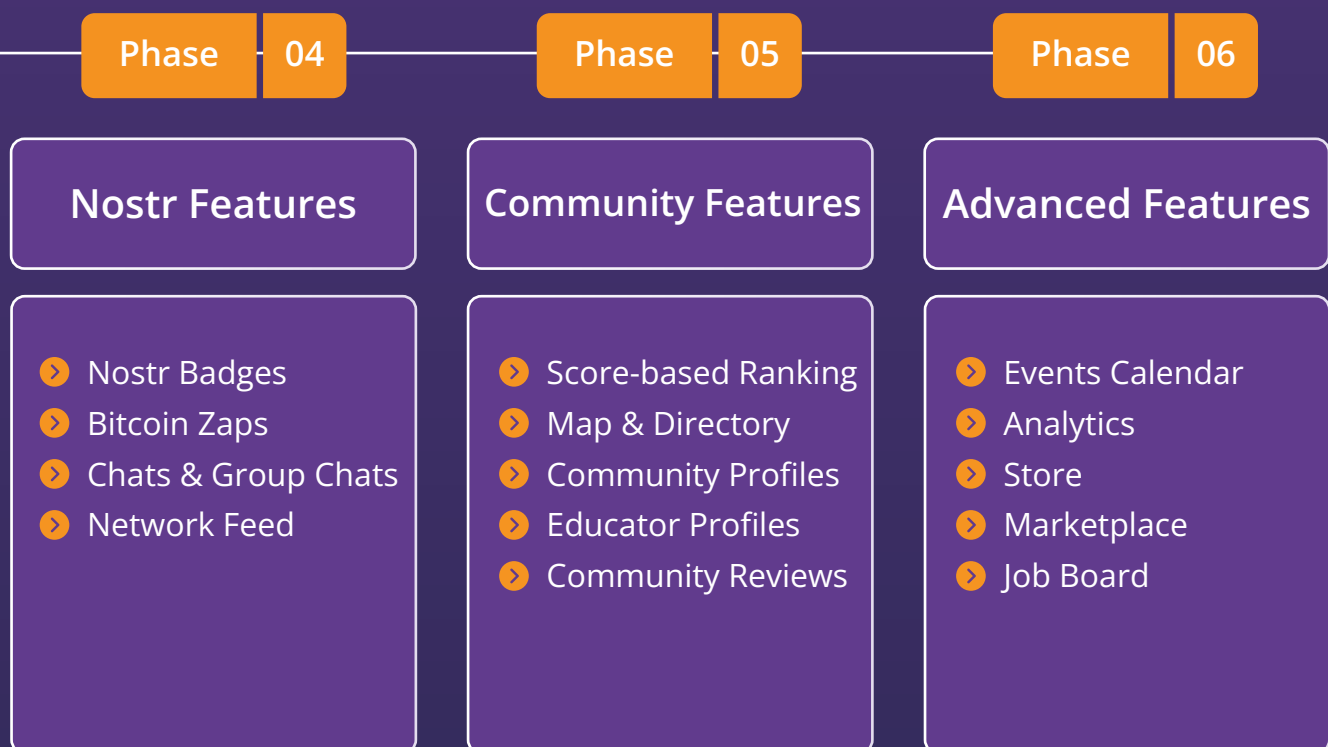 Phase 04
Phase 05
Phase 06
Nostr Features
Community Features
Advanced Features
Nostr Badges
Bitcoin Zaps
Chats & Group Chats
Network Feed
Score-based Ranking
Map & Directory
Community Profiles
Educator Profiles
Community Reviews
Events Calendar
Analytics
Store
Marketplace
Job Board